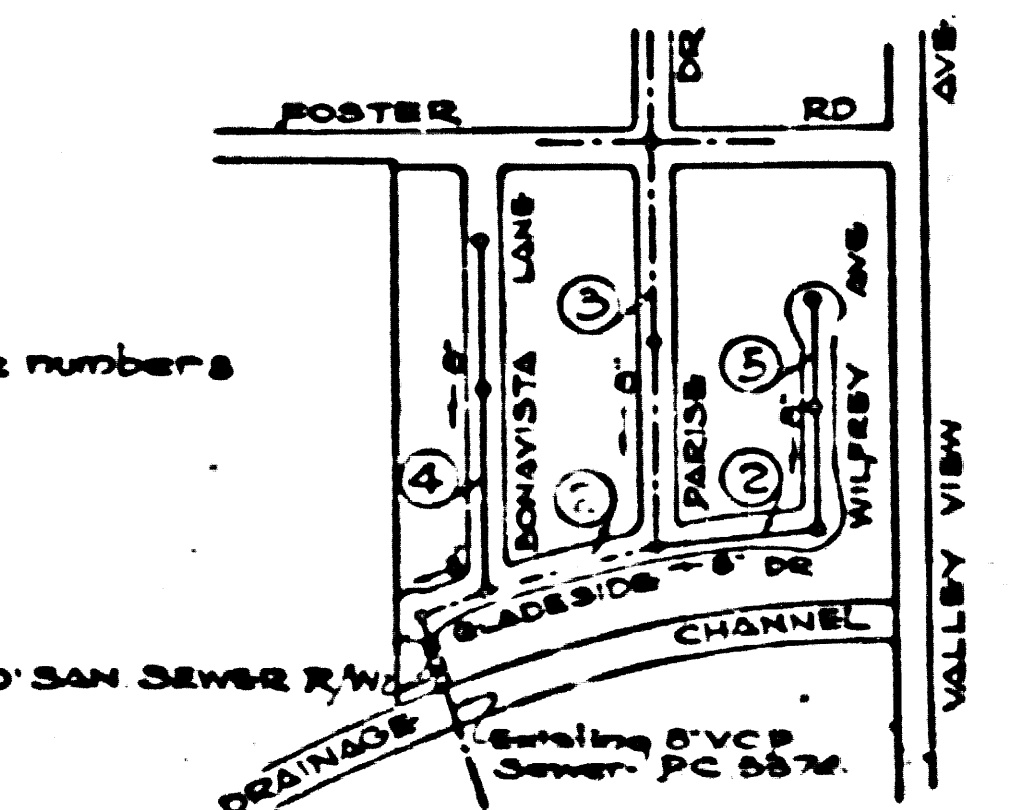 DR
AVE.
FOSTER RD
LANE
AVE
3
numbers
8"
BONAVISTA
8"
PARISE
5
8"
WILFREY
4
2
2
VALLEY VIEW
GLADESIDE ← 8" DR
CHANNEL
SAN. SEWER R/W
DRAINAGE
Existing 8" VCP
Sewer- PC